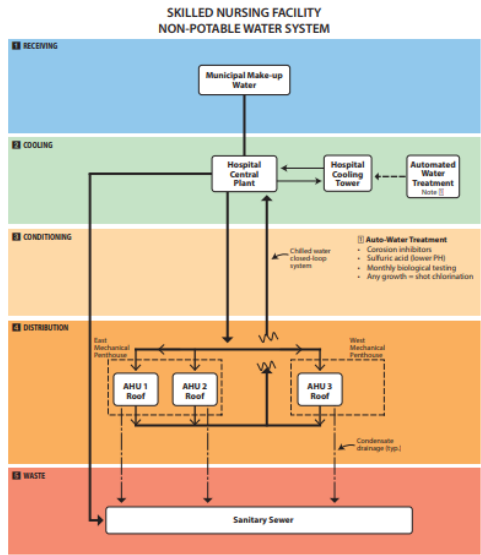 SKILLED NURSING FACILITY
NON-POTABLE WATER SYSTEM
1 RECEIVING
Municipal Make-up
Water
2 COOLING
Hospital
Central
Plant
Hospital
Cooling
Tower
Automated
Water
Treatment
Note 1
3 CONDITIONING
Chilled water
closed-loop
system
1 Auto-Water Treatment
• Corosion inhibitors
• Sulfuric acid (lower PH)
• Monthly biological testing
• Any growth = shot chlorination
4 DISTRIBUTION
East
Mechanical
Penthouse
West
Mechanical
Penthouse
AHU 1
Roof
AHU 2
Roof
AHU 3
Roof
Condensate
drainage (typ.)
5 WASTE
Sanitary Sewer